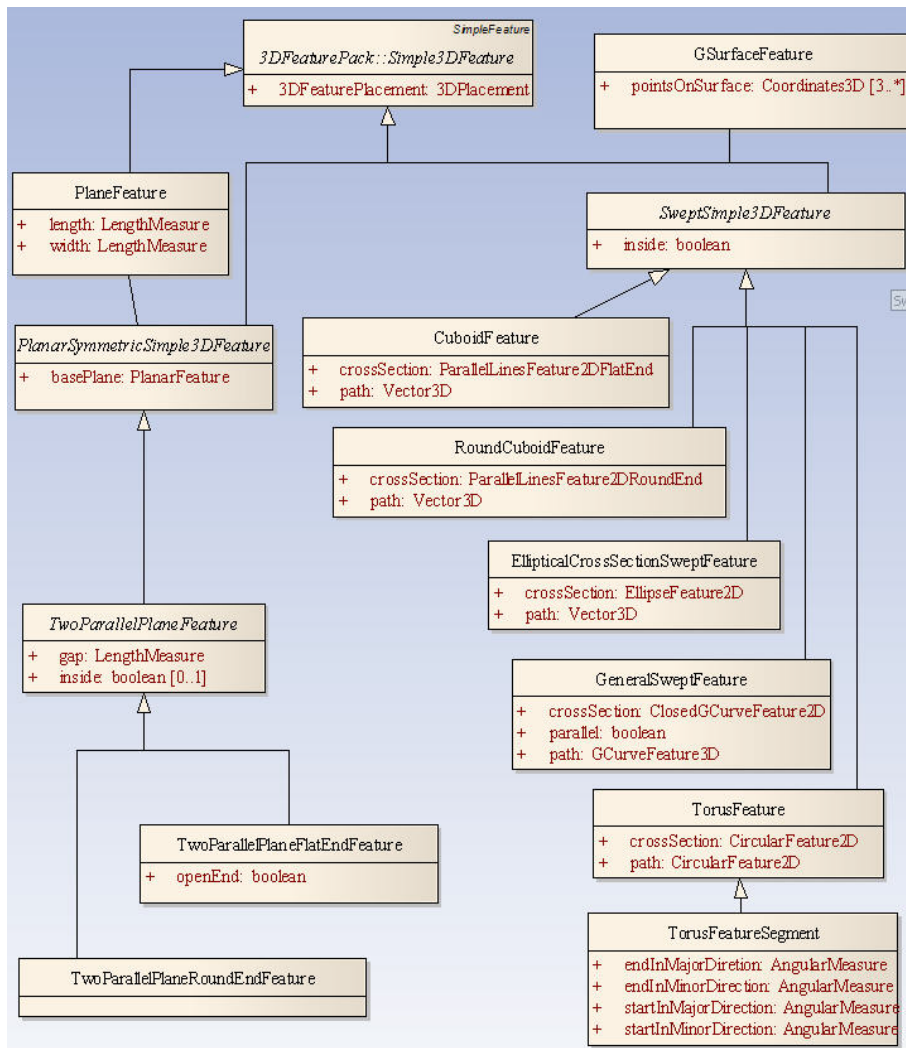 SimpleFeature
3DFeaturePack::Simple3DFeature
+ 3DFeaturePlacement: 3DPlacement
GSurfaceFeature
+ pointsOnSurface: Coordinates3D [3..*]
PlaneFeature
+ length: LengthMeasure
+ width: LengthMeasure
SweptSimple3DFeature
+ inside: boolean
Sw
PlanarSymmetricSimple3DFeature
+ basePlane: PlanarFeature
CuboidFeature
+ crossSection: ParallelLinesFeature2DFlatEnd
+ path: Vector3D
RoundCuboidFeature
+ crossSection: ParallelLinesFeature2DRoundEnd
+ path: Vector3D
EllipticalCrossSectionSweptFeature
+ crossSection: EllipseFeature2D
+ path: Vector3D
TwoParallelPlaneFeature
+ gap: LengthMeasure
+ inside: boolean [0..1]
GeneralSweptFeature
+ crossSection: ClosedGCurveFeature2D
+ parallel: boolean
+ path: GCurveFeature3D
TwoParallelPlaneFlatEndFeature
+ openEnd: boolean
TorusFeature
+ crossSection: CircularFeature2D
+ path: CircularFeature2D
TorusFeatureSegment
+ endInMajorDiretion: AngularMeasure
+ endInMinorDirection: AngularMeasure
+ startInMajorDirection: AngularMeasure
+ startInMinorDirection: AngularMeasure
TwoParallelPlaneRoundEndFeature